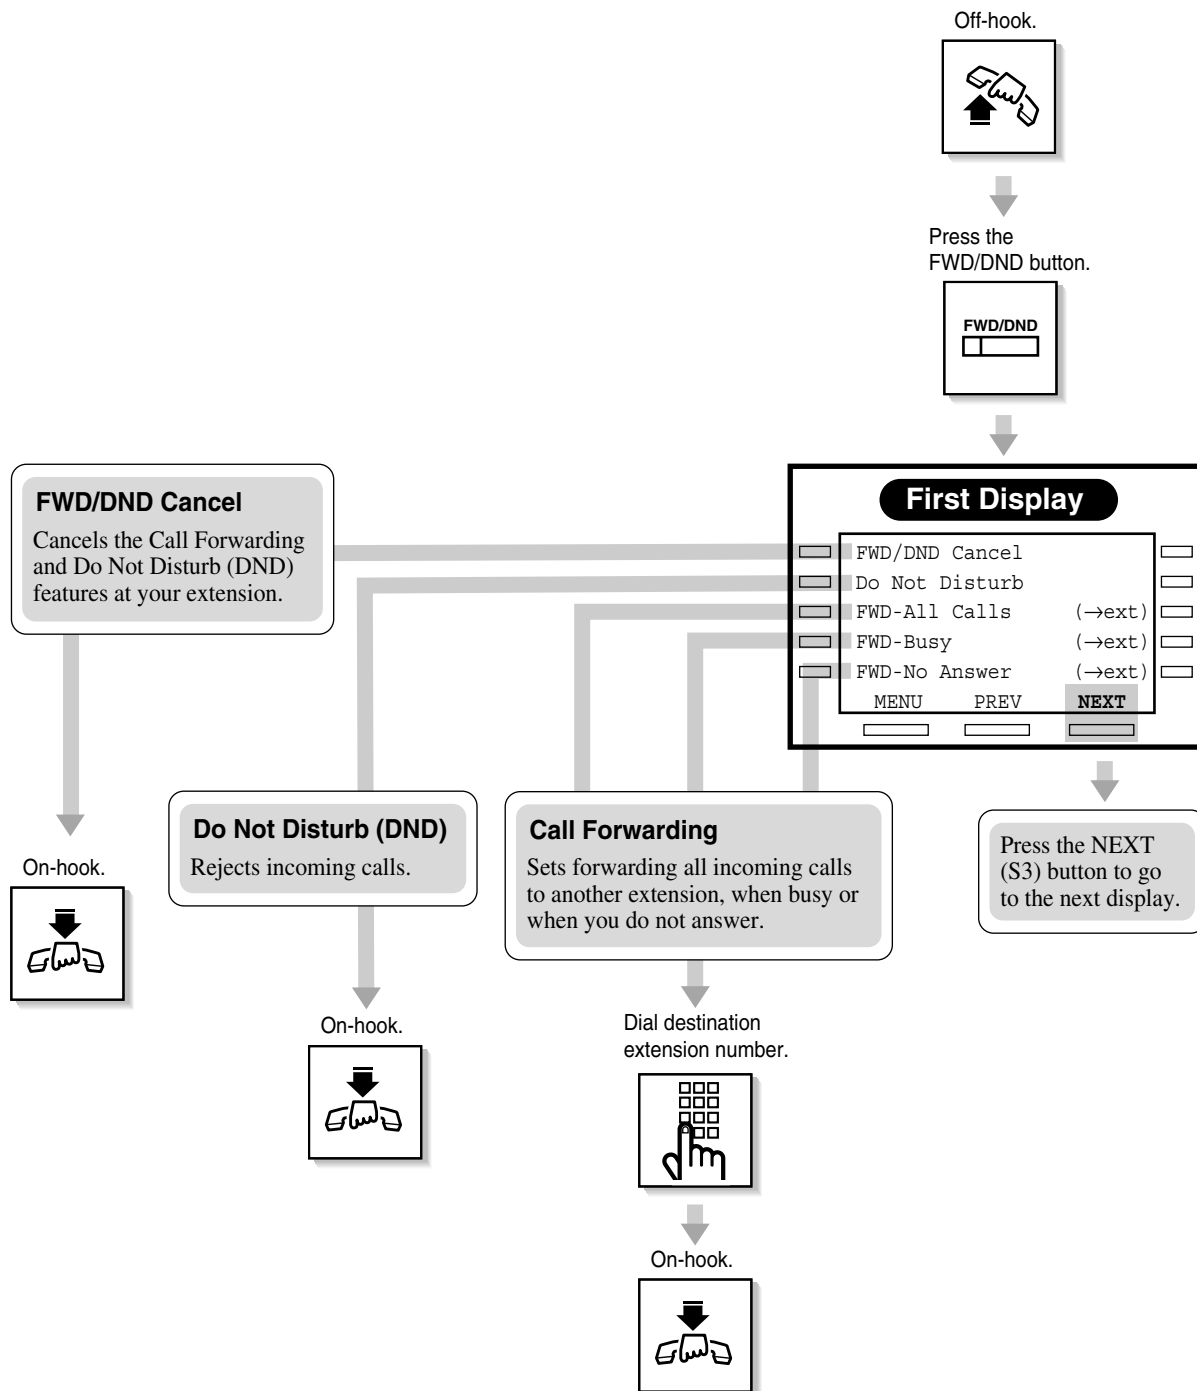 Off-hook.
Press the
FWD/DND button.
FWD/DND
First Display
FWD/DND Cancel
Do Not Disturb
FWD-All Calls (→ext)
FWD-Busy (→ext)
FWD-No Answer (→ext)
MENU PREV NEXT
FWD/DND Cancel
Cancels the Call Forwarding
and Do Not Disturb (DND)
features at your extension.
On-hook.
Do Not Disturb (DND)
Rejects incoming calls.
On-hook.
Call Forwarding
Sets forwarding all incoming calls
to another extension, when busy or
when you do not answer.
Dial destination
extension number.
On-hook.
Press the NEXT
(S3) button to go
to the next display.